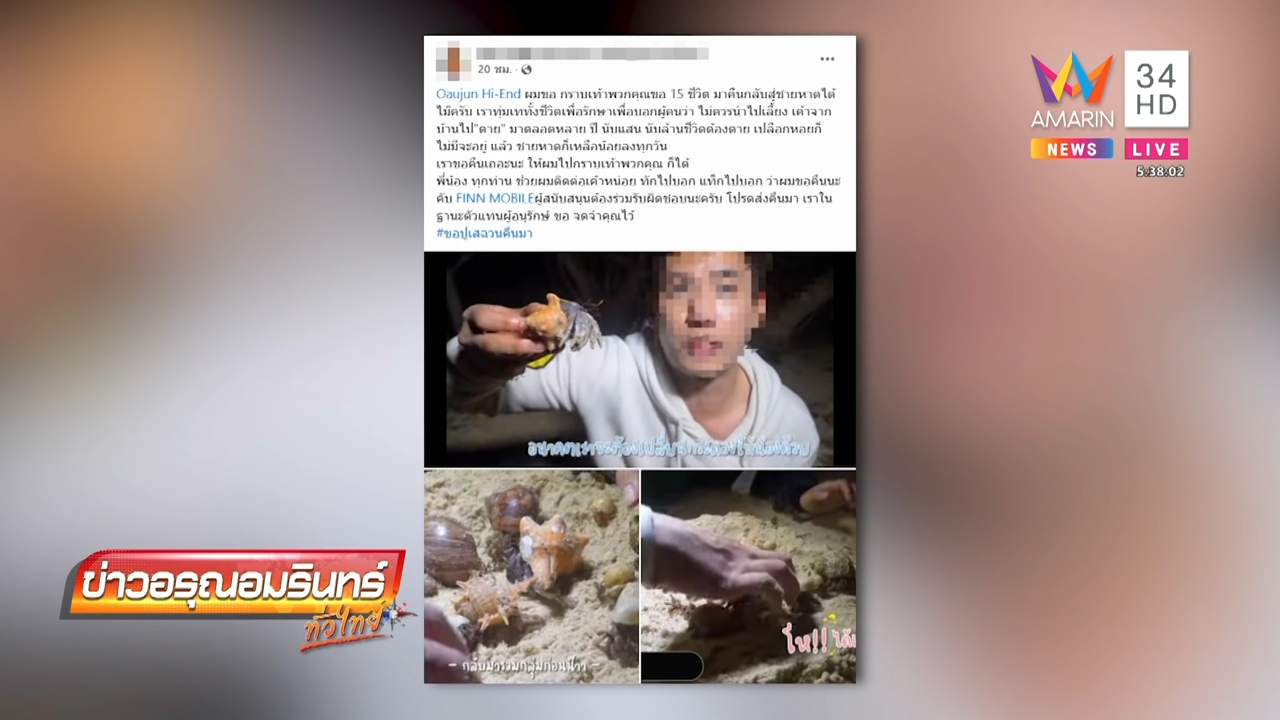 20 ชม.
Oaujun Hi-End ผมขอ กราบเท้าพวกคุณขอ 15 ชีวิต มาคืนกลับสู่ชายหาดได้
ไม๊ครับ เราทุ่มเททั้งชีวิตเพื่อรักษาเพื่อบอกผู้คนว่า ไม่ควรนำไปเลี้ยง เค้าจาก
บ้านไป"ตาย" มาตลอดหลาย ปี นับแสน นับล้านชีวิตต้องตาย เปลือกหอยก็
ไม่มีจะอยู่ แล้ว ชายหาดก็เหลือน้อยลงทุกวัน
เราขอคืนเถอะนะ ให้ผมไปกราบเท้าพวกคุณ ก็ได้
พี่น้อง ทุกท่าน ช่วยผมติดต่อเค้าหน่อย ทักไปบอก แท็กไปบอก ว่าผมขอคืนนะ
คับ FINN MOBILEผู้สนับสนุนต้องร่วมรับผิดชอบนะครับ โปรดส่งคืนมา เราใน
ฐานะตัวแทนผู้อนุรักษ์ ขอ จดจำคุณไว้
#ขอปูเสฉวนคืนมา
- กลับมารวมกลุ่มก่อนน๊าา -
โห!! ได้
AMARIN
34
HD
NEWS
LIVE
5:38:02
ข่าวอรุณอมรินทร์
ทั่วไทย